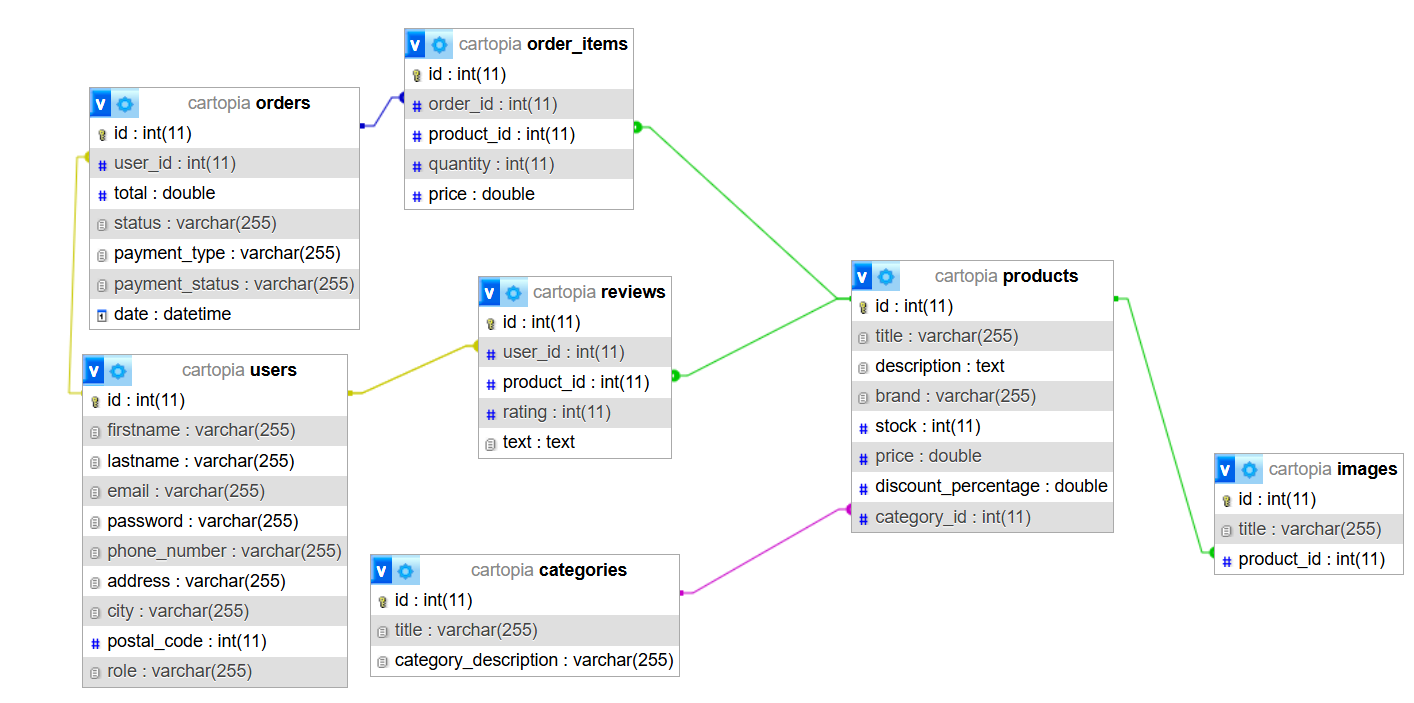 cartopia order_items
id : int(11)
order_id : int(11)
product_id : int(11)
quantity : int(11)
price : double
cartopia orders
id : int(11)
user_id : int(11)
total : double
status : varchar(255)
payment_type : varchar(255)
payment_status : varchar(255)
date : datetime
cartopia reviews
id : int(11)
user_id : int(11)
product_id : int(11)
rating : int(11)
text : text
cartopia products
id : int(11)
title : varchar(255)
description : text
brand : varchar(255)
stock : int(11)
price : double
discount_percentage : double
category_id : int(11)
cartopia users
id : int(11)
firstname : varchar(255)
lastname : varchar(255)
email : varchar(255)
password : varchar(255)
phone_number : varchar(255)
address : varchar(255)
city : varchar(255)
postal_code : int(11)
role : varchar(255)
cartopia categories
id : int(11)
title : varchar(255)
category_description : varchar(255)
cartopia images
id : int(11)
title : varchar(255)
product_id : int(11)